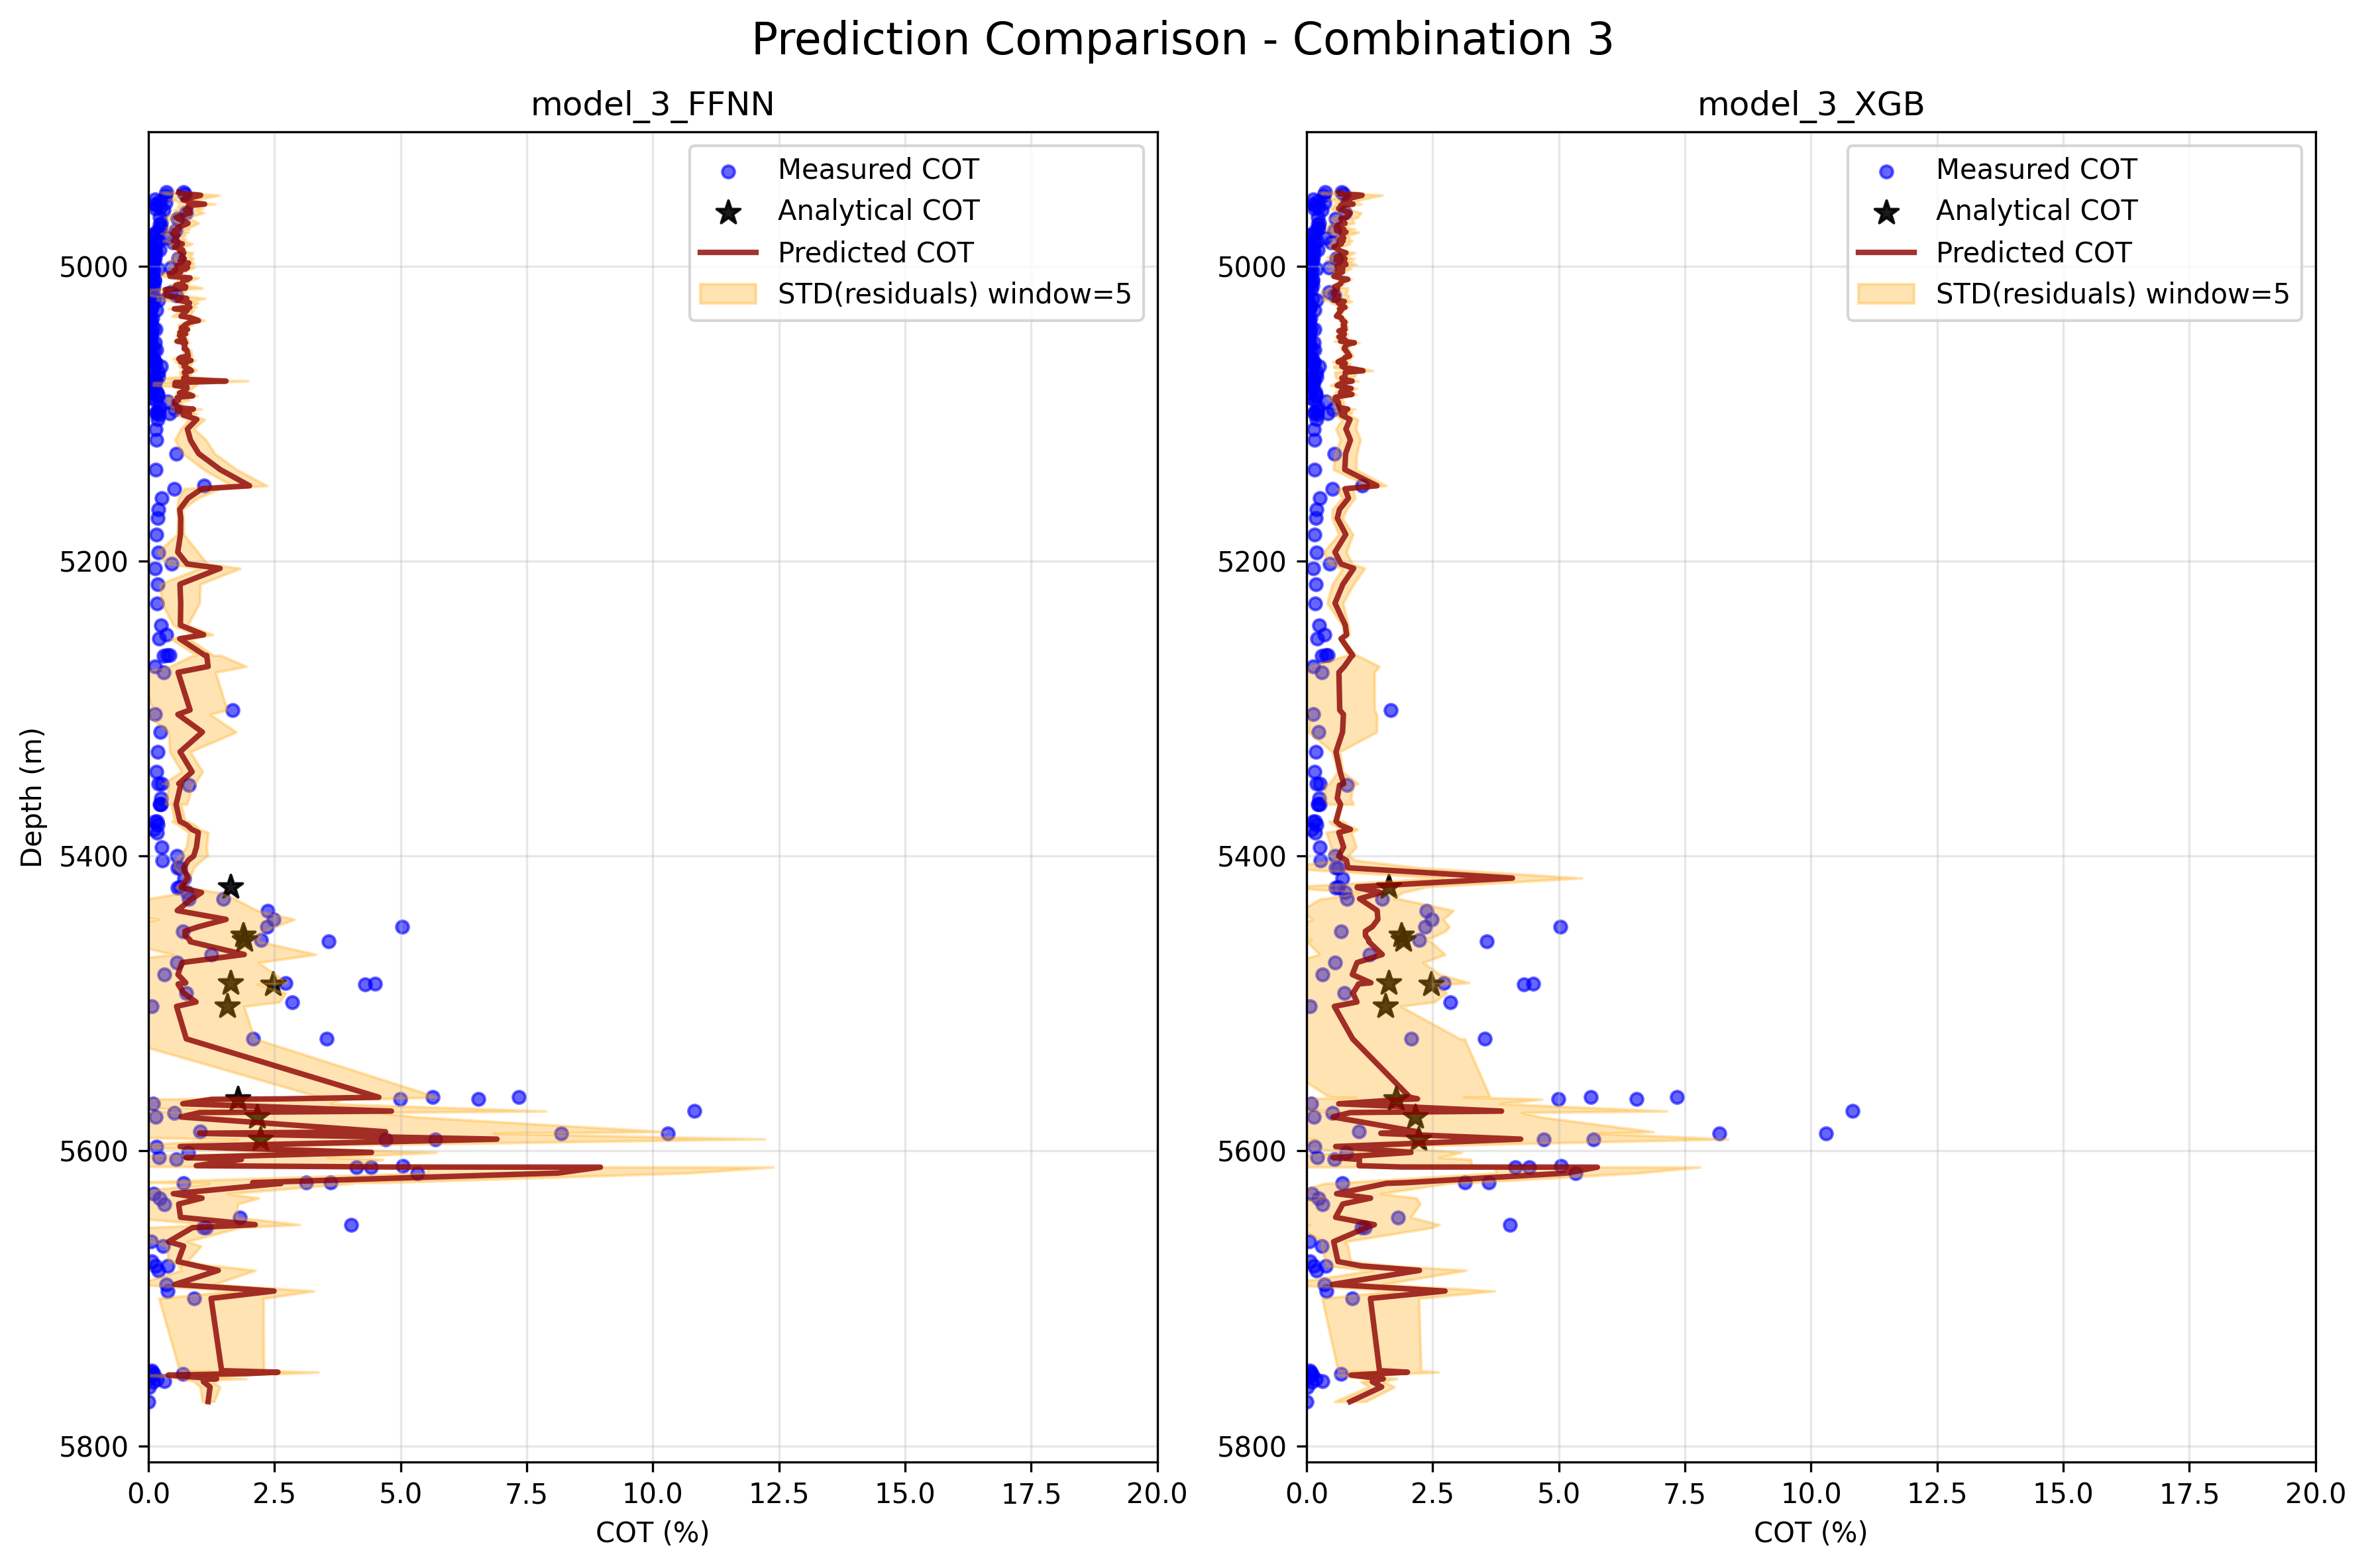 Prediction Comparison - Combination 3
model_3_FFNN
Measured COT
Analytical COT
Predicted COT
STD(residuals) window=5
Depth (m)
5000
5200
5400
5600
5800
0.0 2.5 5.0 7.5 10.0 12.5 15.0 17.5 20.0
COT (%)
model_3_XGB
Measured COT
Analytical COT
Predicted COT
STD(residuals) window=5
5000
5200
5400
5600
5800
0.0 2.5 5.0 7.5 10.0 12.5 15.0 17.5 20.0
COT (%)